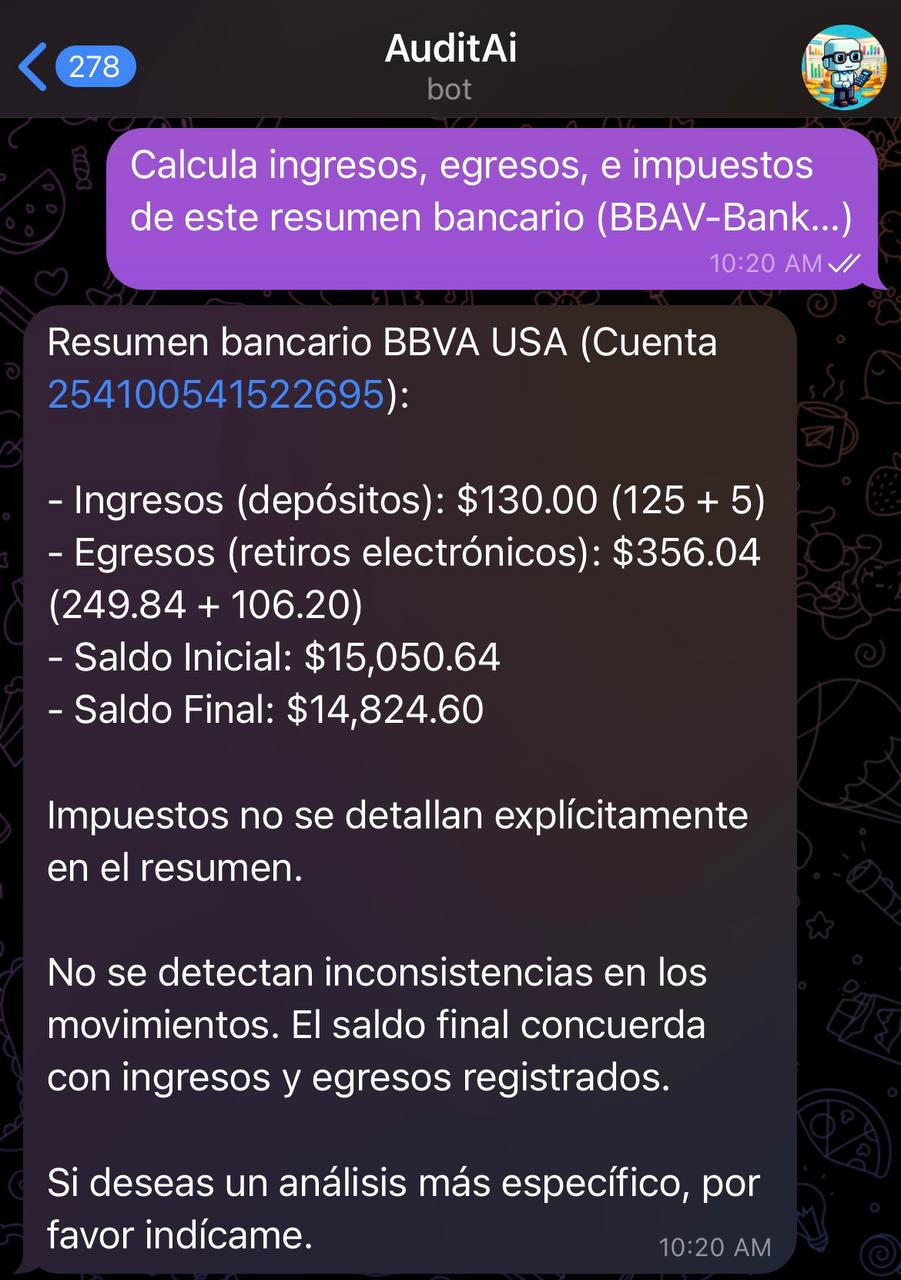 AuditAi
278
bot
Calcula ingresos, egresos, e impuestos
de este resumen bancario (BBAV-Bank...)
10:20 AM
Resumen bancario BBVA USA (Cuenta
254100541522695):
- Ingresos (depósitos): $130.00 (125 + 5)
- Egresos (retiros electrónicos): $356.04
(249.84 + 106.20)
- Saldo Inicial: $15,050.64
- Saldo Final: $14,824.60
Impuestos no se detallan explícitamente
en el resumen.
No se detectan inconsistencias en los
movimientos. El saldo final concuerda
con ingresos y egresos registrados.
Si deseas un análisis más específico, por
favor indícame.
10:20 AM